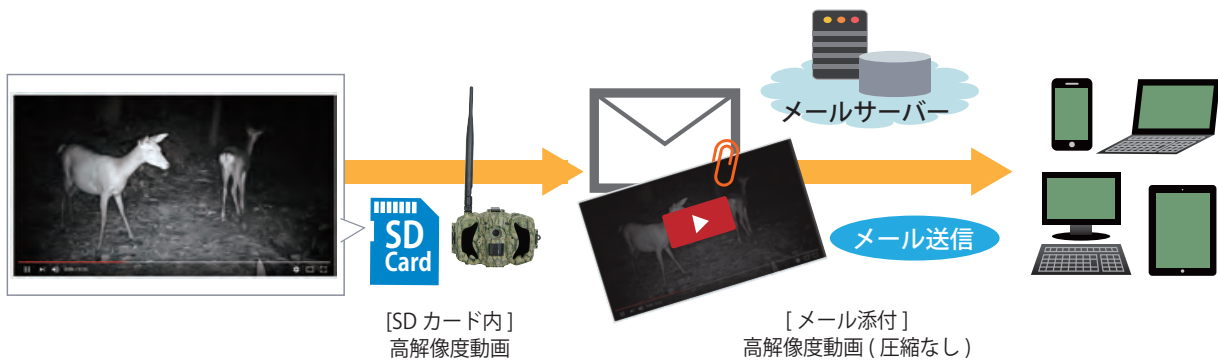 メールサーバー
SD
Card
メール送信
[SD カード内 ]
高解像度動画
[ メール添付 ]
高解像度動画 ( 圧縮なし )